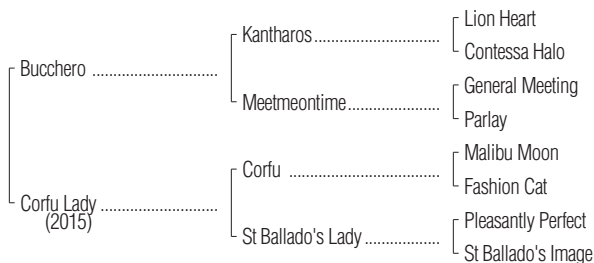 Lion Heart
Kantharos........................................
Contessa Halo
Bucchero ........................................
General Meeting
Meetmeontime..............................
Parlay
Malibu Moon
Corfu ..............................................
Fashion Cat
Corfu Lady.......................................
(2015)
Pleasantly Perfect
St Ballado's Lady .........................
St Ballado's Image